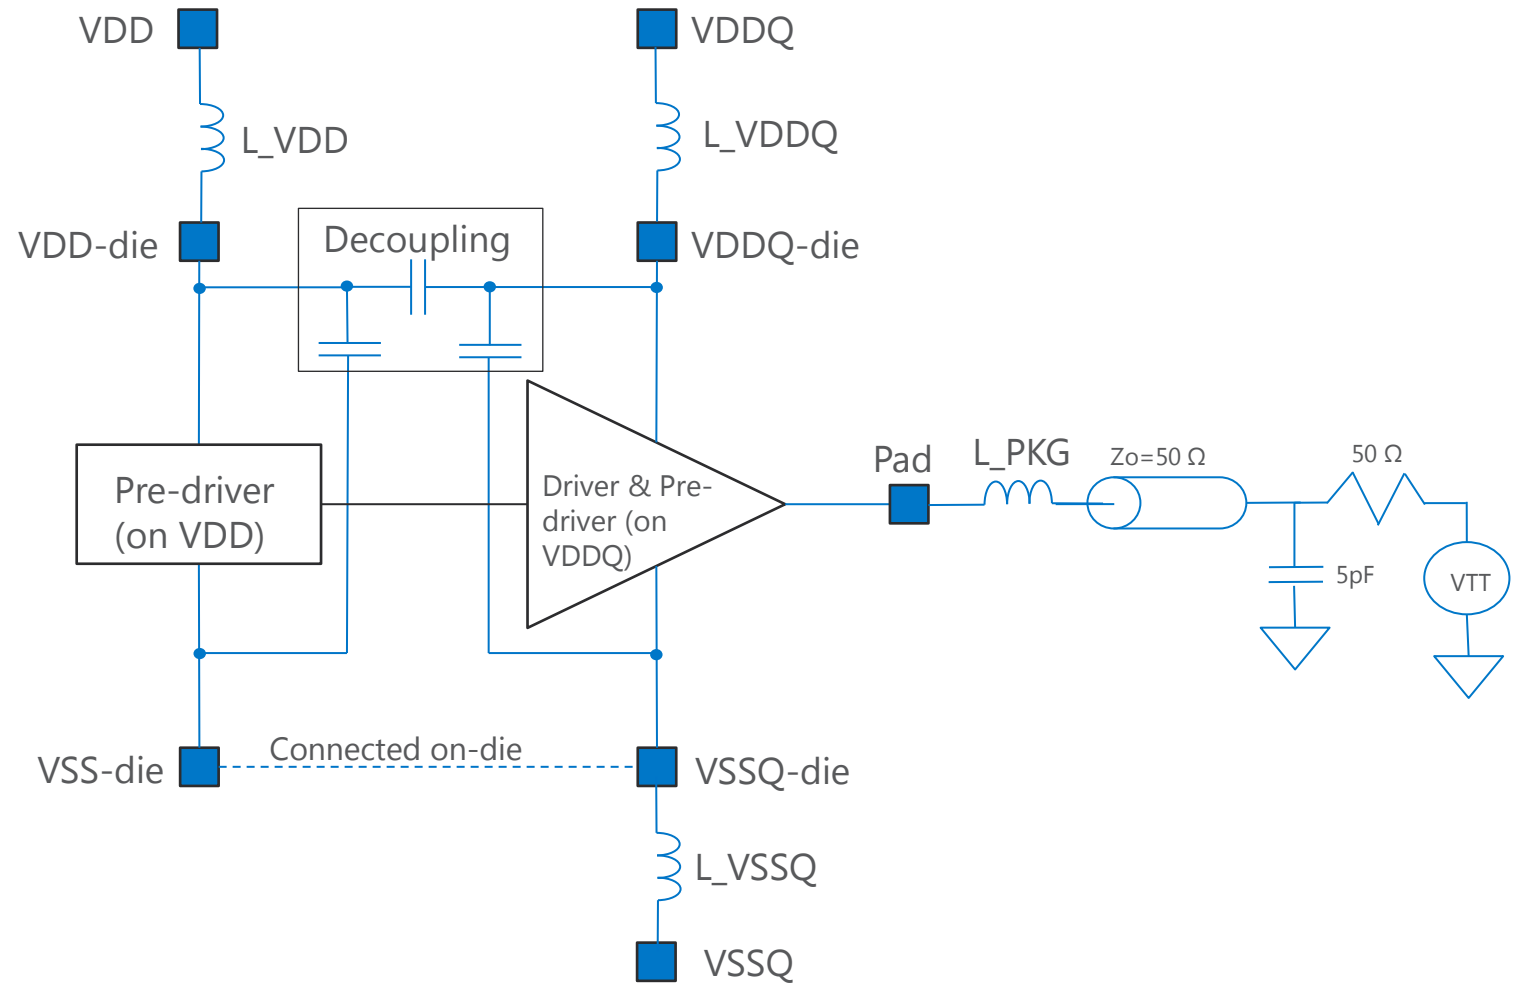 VDD
VDDQ
L_VDD
L_VDDQ
VDD-die
Decoupling
VDDQ-die
Pre-driver
(on VDD)
Driver & Pre-
driver (on
VDDQ)
Pad
L_PKG
Zo=50 Ω
50 Ω
5pF
VTT
VSS-die
Connected on-die
VSSQ-die
L_VSSQ
VSSQ